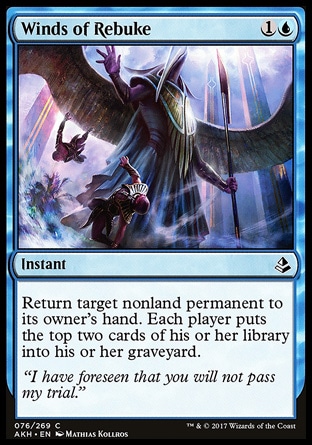 Winds of Rebuke 1
Instant
Return target nonland permanent to
its owner's hand. Each player puts
the top two cards of his or her library
into his or her graveyard.
"I have foreseen that you will not pass
my trial."
076/269 C
AKH • EN Mathias Kollros ™ & © 2017 Wizards of the Coast